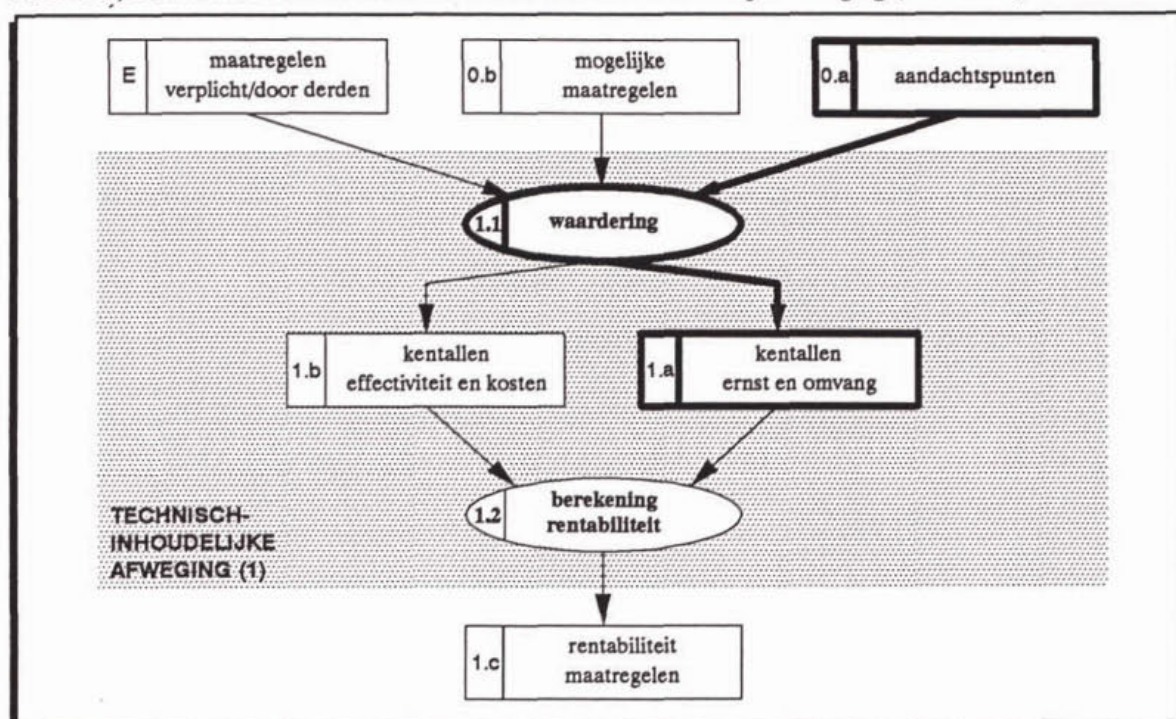 E
maatregelen
verplicht/door derden
0.b
mogelijke
maatregelen
0.a
aandachtspunten
1.1
waardering
1.b
kentallen
effectiviteit en kosten
1.a
kentallen
ernst en omvang
1.2
berekening
rentabiliteit
TECHNISCH-
INHOUDELIJKE
AFWEGING (1)
1.c
rentabiliteit
maatregelen